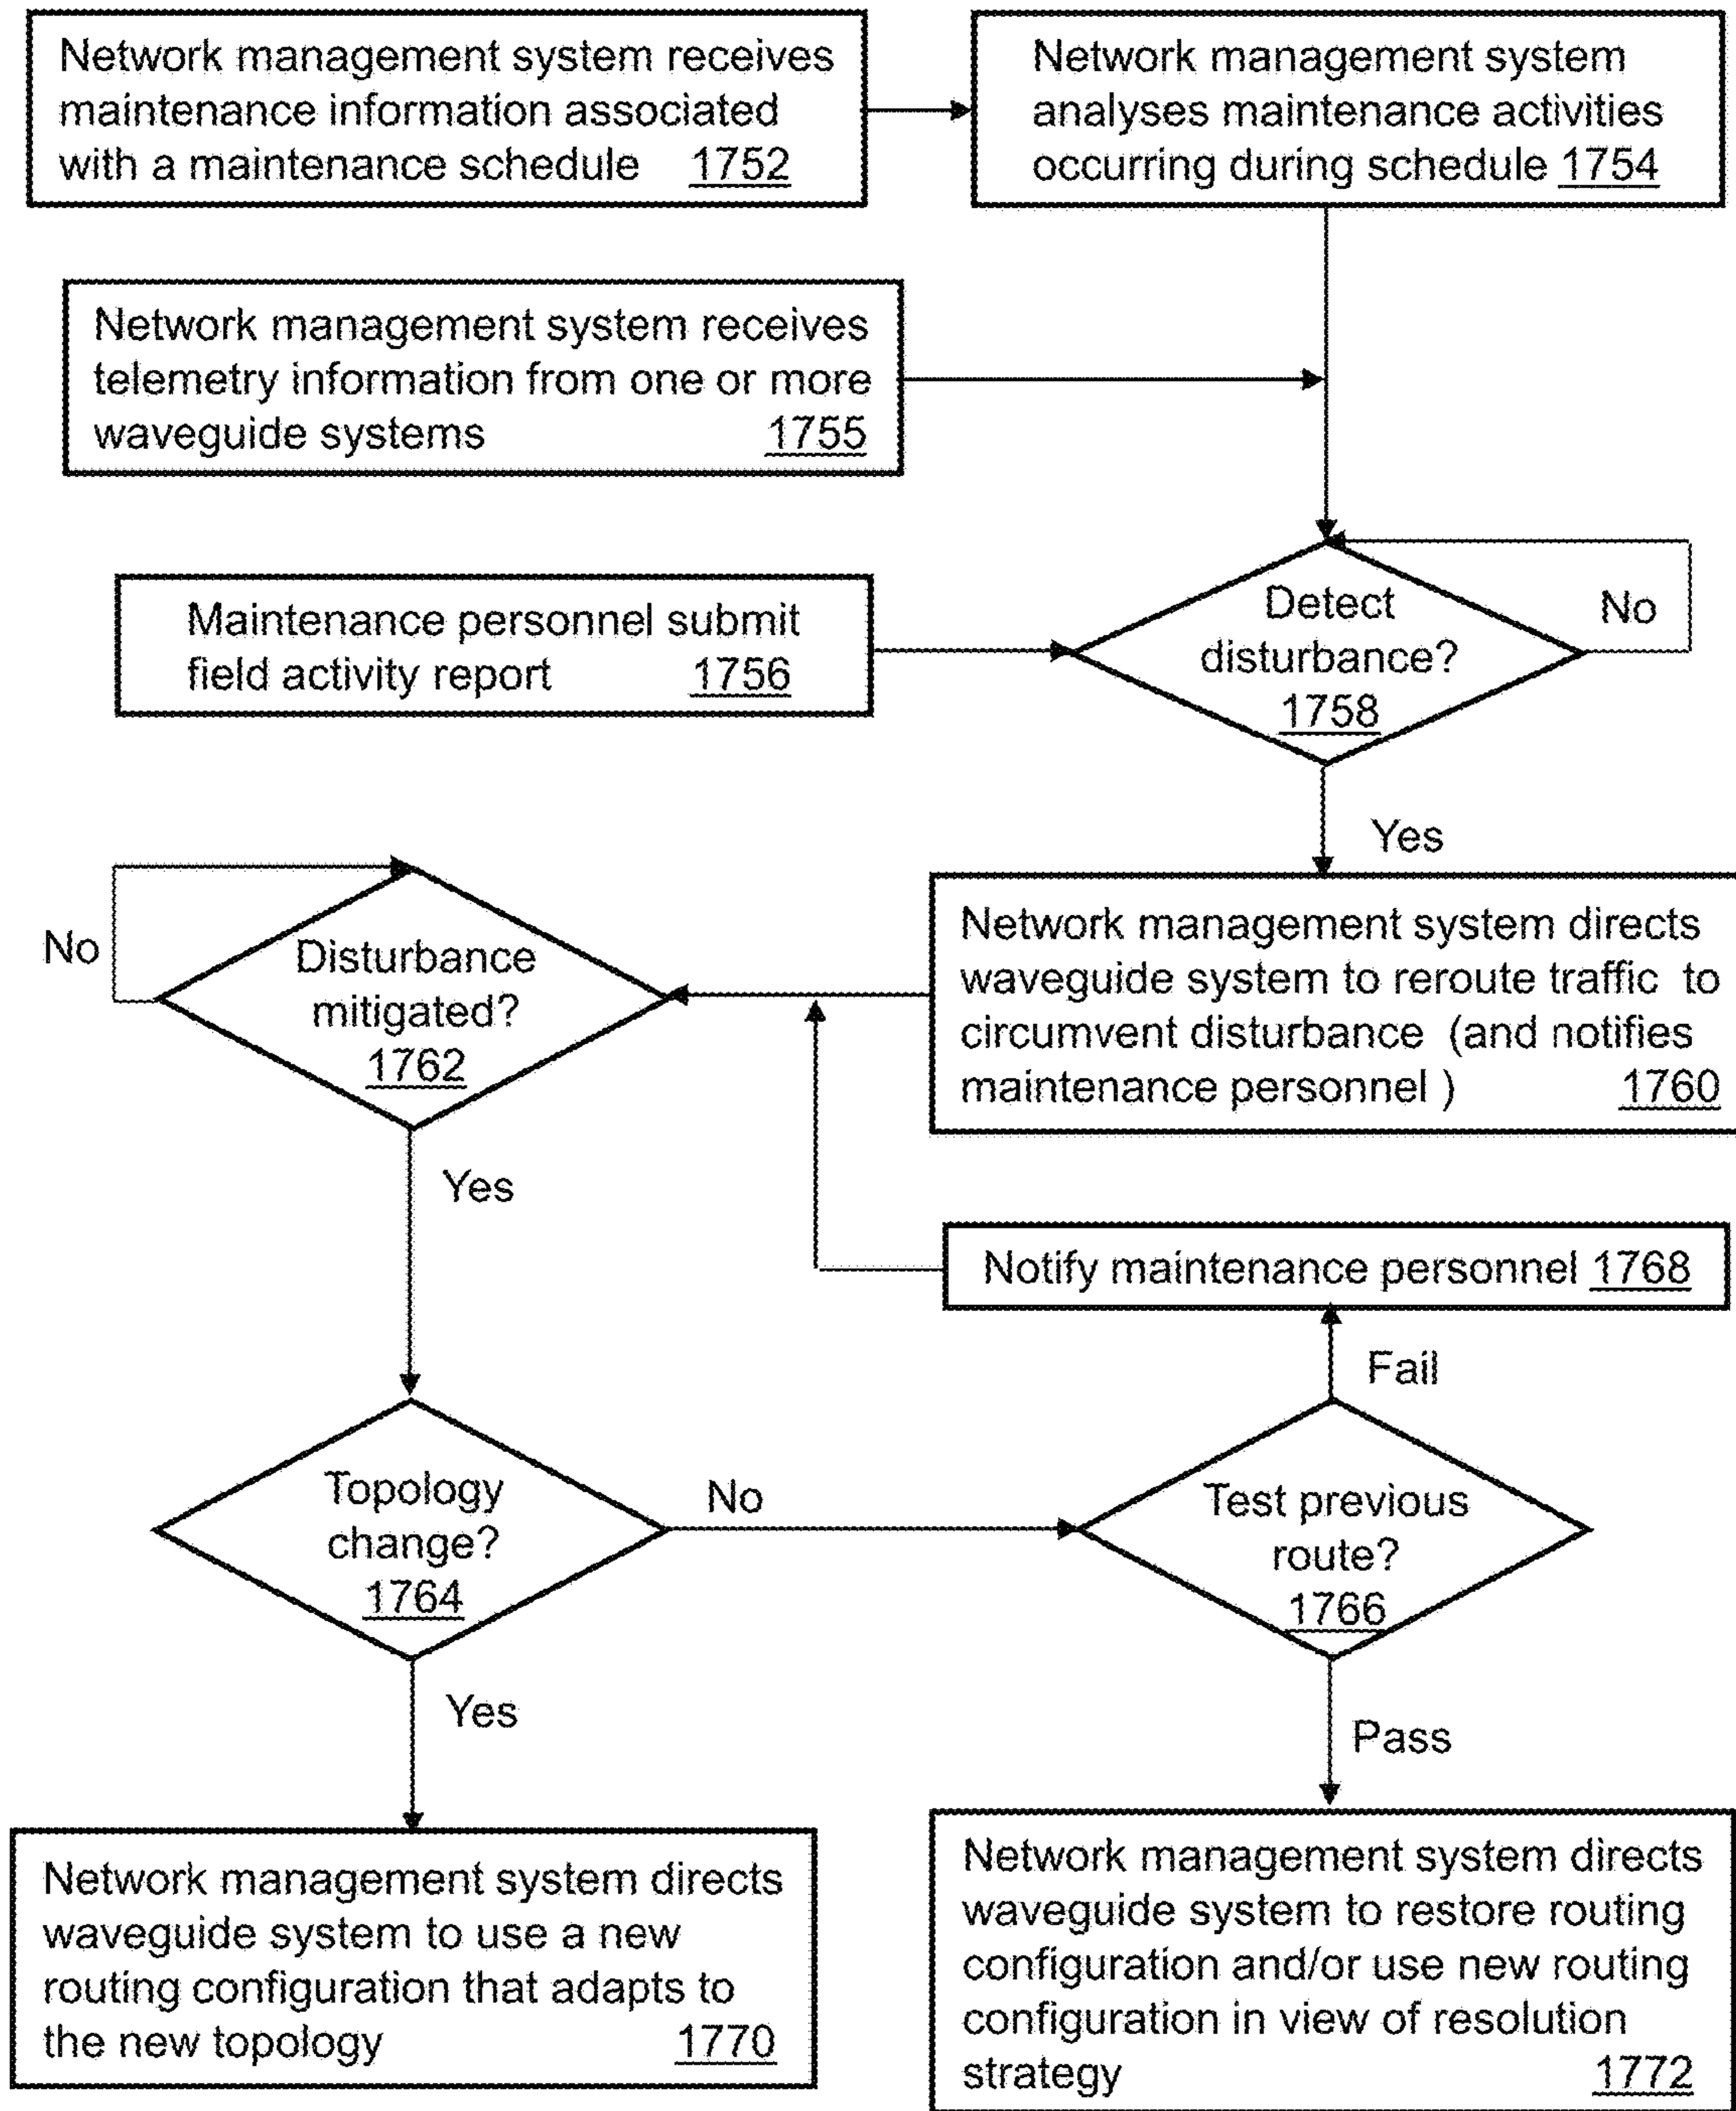 Network management system receives
maintenance information associated
with a maintenance schedule 1752
Network management system
analyses maintenance activities
occurring during schedule 1754
Network management system receives
telemetry information from one or more
waveguide systems 1755
Maintenance personnel submit
field activity report 1756
Detect
disturbance?
1758
No
Yes
Network management system directs
waveguide system to reroute traffic to
circumvent disturbance (and notifies
maintenance personnel ) 1760
No
Disturbance
mitigated?
1762
Yes
Notify maintenance personnel 1768
Fail
Topology
change?
1764
No
Test previous
route?
1766
Yes
Pass
Network management system directs
waveguide system to use a new
routing configuration that adapts to
the new topology 1770
Network management system directs
waveguide system to restore routing
configuration and/or use new routing
configuration in view of resolution
strategy 1772